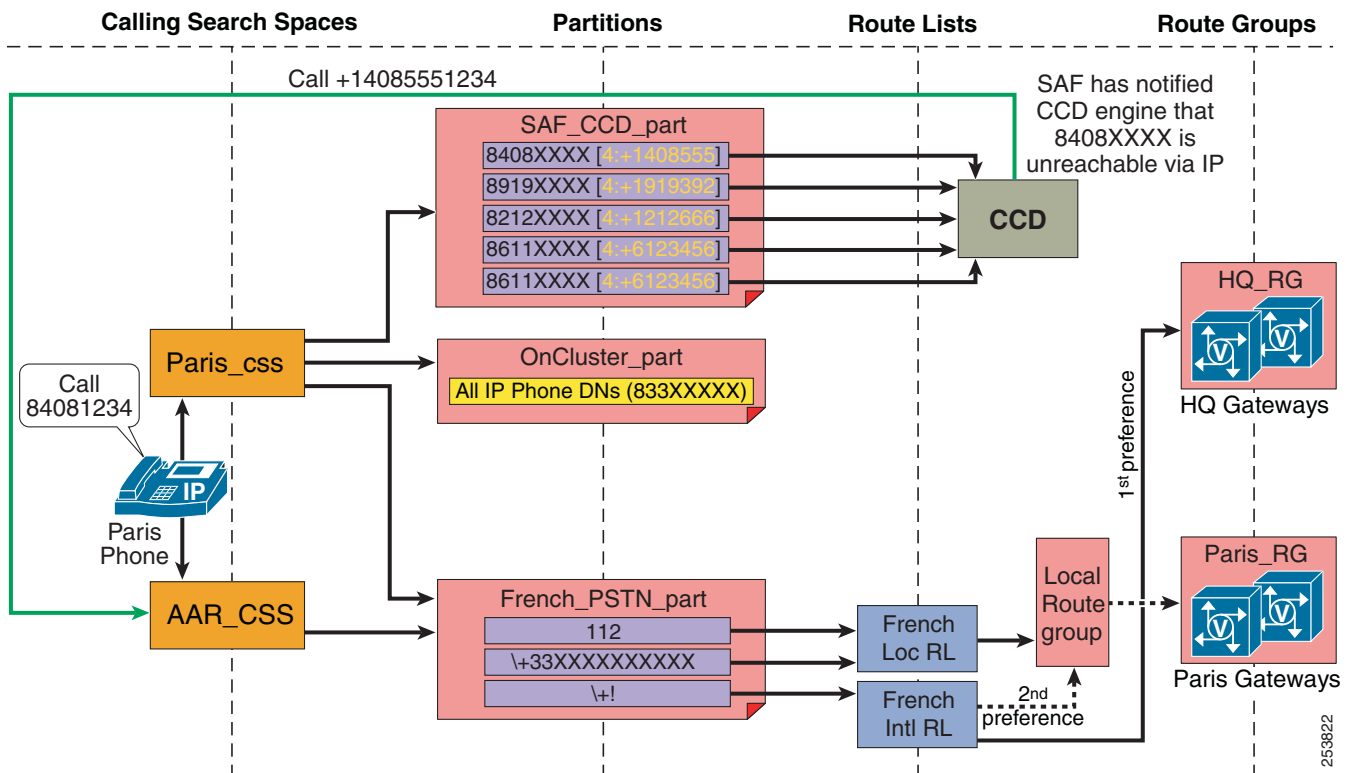 Calling Search Spaces
Partitions
Route Lists
Route Groups
Call +14085551234
SAF has notified
CCD engine that
8408XXXX is
unreachable via IP
SAF_CCD_part
8408XXXX [4:+1408555]
8919XXXX [4:+1919392]
8212XXXX [4:+1212666]
8611XXXX [4:+6123456]
8611XXXX [4:+6123456]
CCD
Paris_css
OnCluster_part
All IP Phone DNs (833XXXXX)
HQ_RG
V
V
HQ Gateways
Call
84081234
IP
Paris
Phone
1st preference
AAR_CSS
French_PSTN_part
112
\+33XXXXXXXXXX
\+!
French
Loc RL
French
Intl RL
2nd
preference
Local
Route
group
Paris_RG
V
V
Paris Gateways
253822